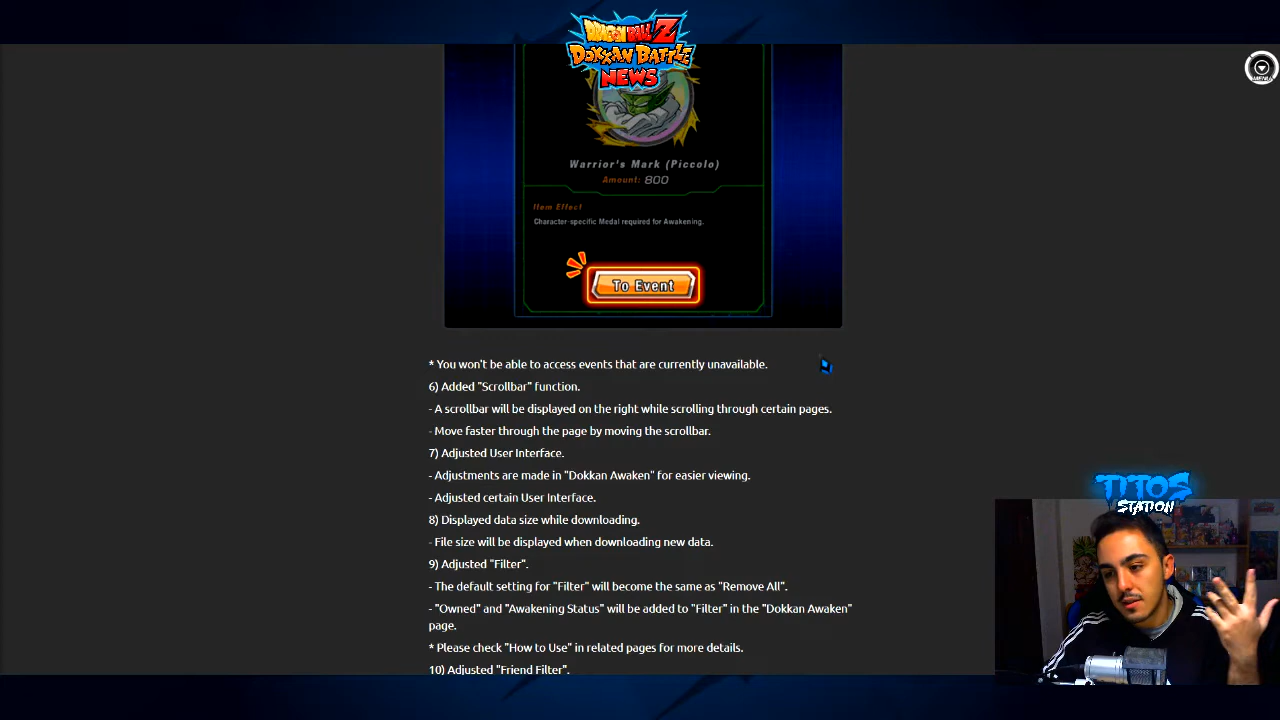 DRAGON BALL Z
DOKKAN BATTLE
NEWS
MENU
Warrior's Mark (Piccolo)
Amount: 800
Item Effect
Character-specific Medal required for Awakening.
To Event
* You won't be able to access events that are currently unavailable.
6) Added "Scrollbar" function.
- A scrollbar will be displayed on the right while scrolling through certain pages.
- Move faster through the page by moving the scrollbar.
7) Adjusted User Interface.
- Adjustments are made in "Dokkan Awaken" for easier viewing.
- Adjusted certain User Interface.
8) Displayed data size while downloading.
- File size will be displayed when downloading new data.
9) Adjusted "Filter".
- The default setting for "Filter" will become the same as "Remove All".
- "Owned" and "Awakening Status" will be added to "Filter" in the "Dokkan Awaken"
page.
* Please check "How to Use" in related pages for more details.
10) Adjusted "Friend Filter".
TITOS
STATION